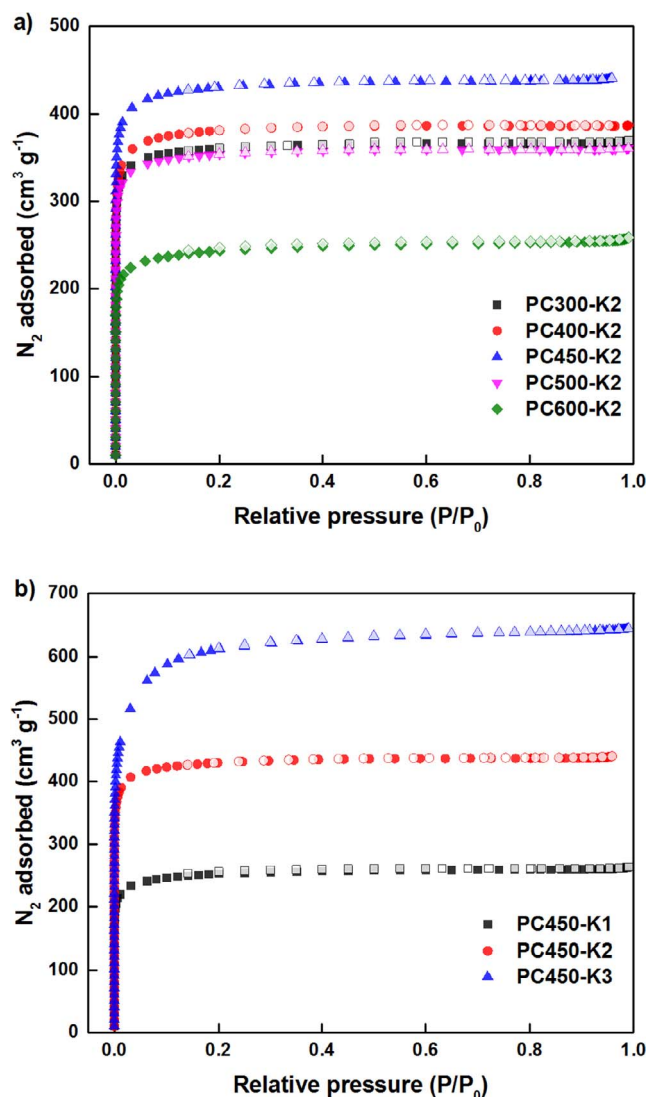 a)
500
400
300
200
100
0
N₂ adsorbed (cm³ g⁻¹)
PC300-K2
PC400-K2
PC450-K2
PC500-K2
PC600-K2
0.0 0.2 0.4 0.6 0.8 1.0
Relative pressure (P/P₀)
b)
700
600
500
400
300
200
100
0
N₂ adsorbed (cm³ g⁻¹)
PC450-K1
PC450-K2
PC450-K3
0.0 0.2 0.4 0.6 0.8 1.0
Relative pressure (P/P₀)